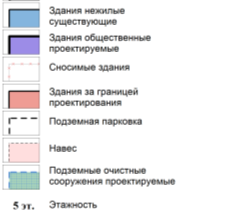 Здания нежилые
существующие
Здания общественные
проектируемые
Сносимые здания
Здания за границей
проектирования
Подземная парковка
Навес
Подземные очистные
сооружения проектируемые
5 эт. Этажность